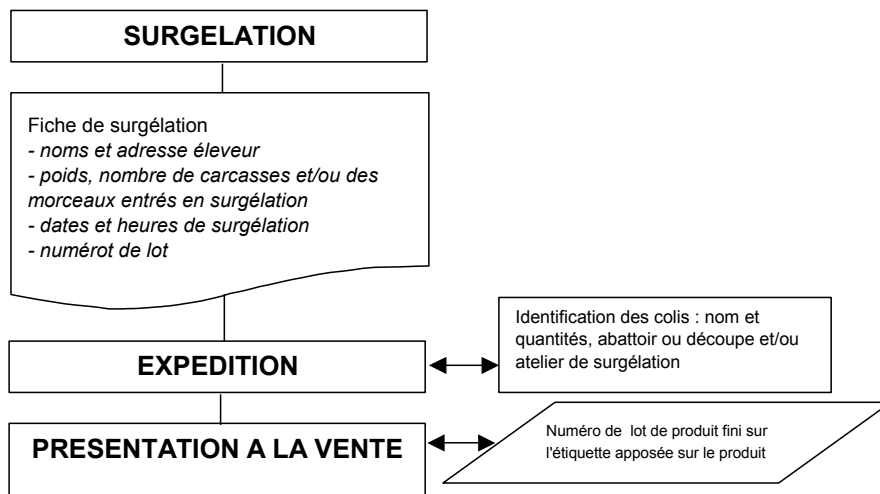 SURGELATION
Fiche de surgélation
- noms et adresse éleveur
- poids, nombre de carcasses et/ou des
morceaux entrés en surgélation
- dates et heures de surgélation
- numérot de lot
Identification des colis : nom et
quantités, abattoir ou découpe et/ou
atelier de surgélation
EXPEDITION
PRESENTATION A LA VENTE
Numéro de lot de produit fini sur
l'étiquette apposée sur le produit